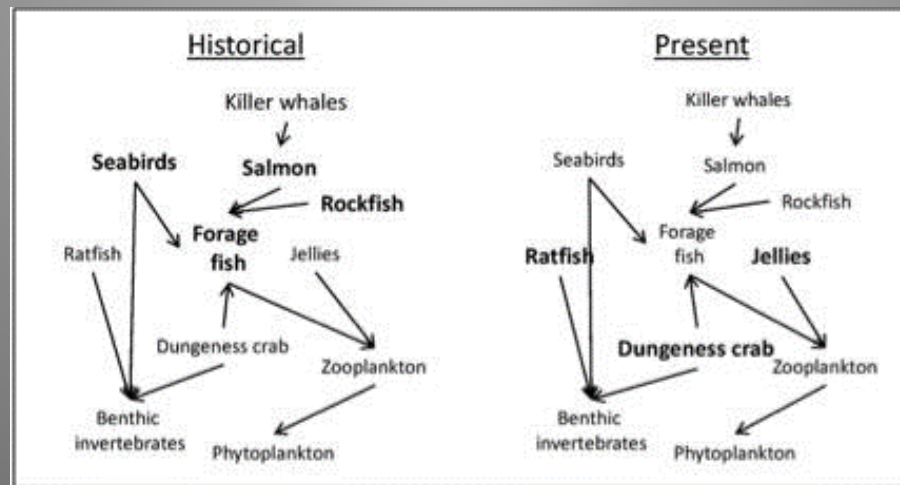 Historical
Killer whales
Seabirds
Salmon
Rockfish
Forage
fish
Ratfish
Jellies
Dungeness crab
Zooplankton
Benthic
invertebrates
Phytoplankton
Present
Killer whales
Seabirds
Salmon
Rockfish
Forage
fish
Ratfish
Jellies
Dungeness crab
Zooplankton
Benthic
invertebrates
Phytoplankton